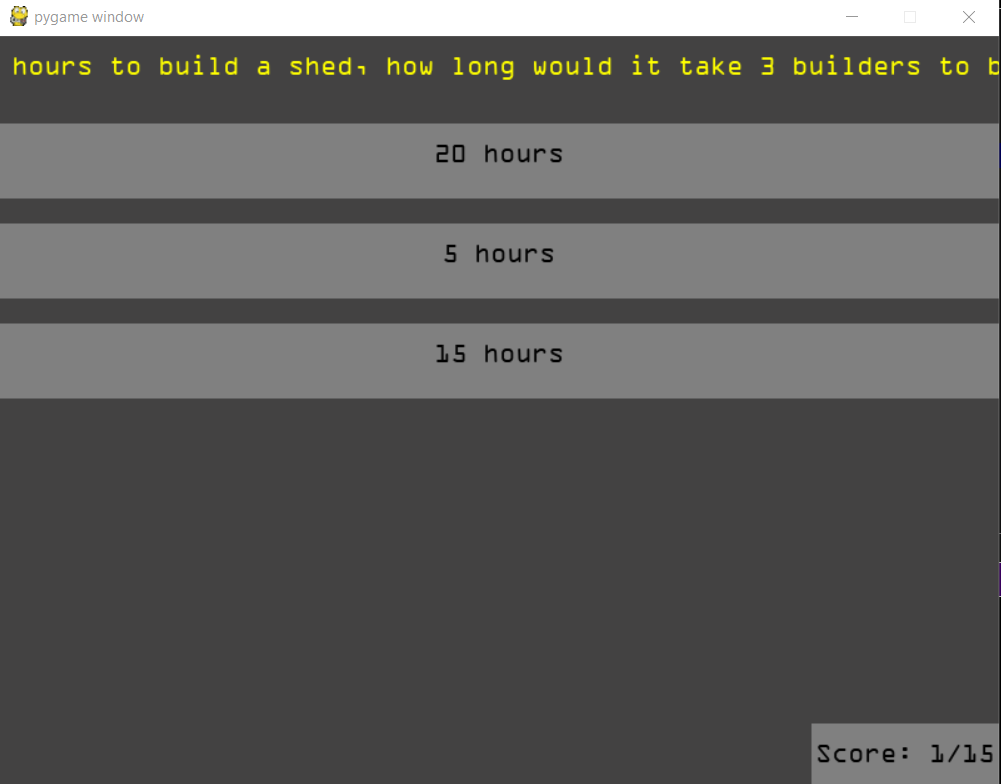 pygame window
hours to build a shed, how long would it take 3 builders to b
20 hours
5 hours
15 hours
Score: 1/15